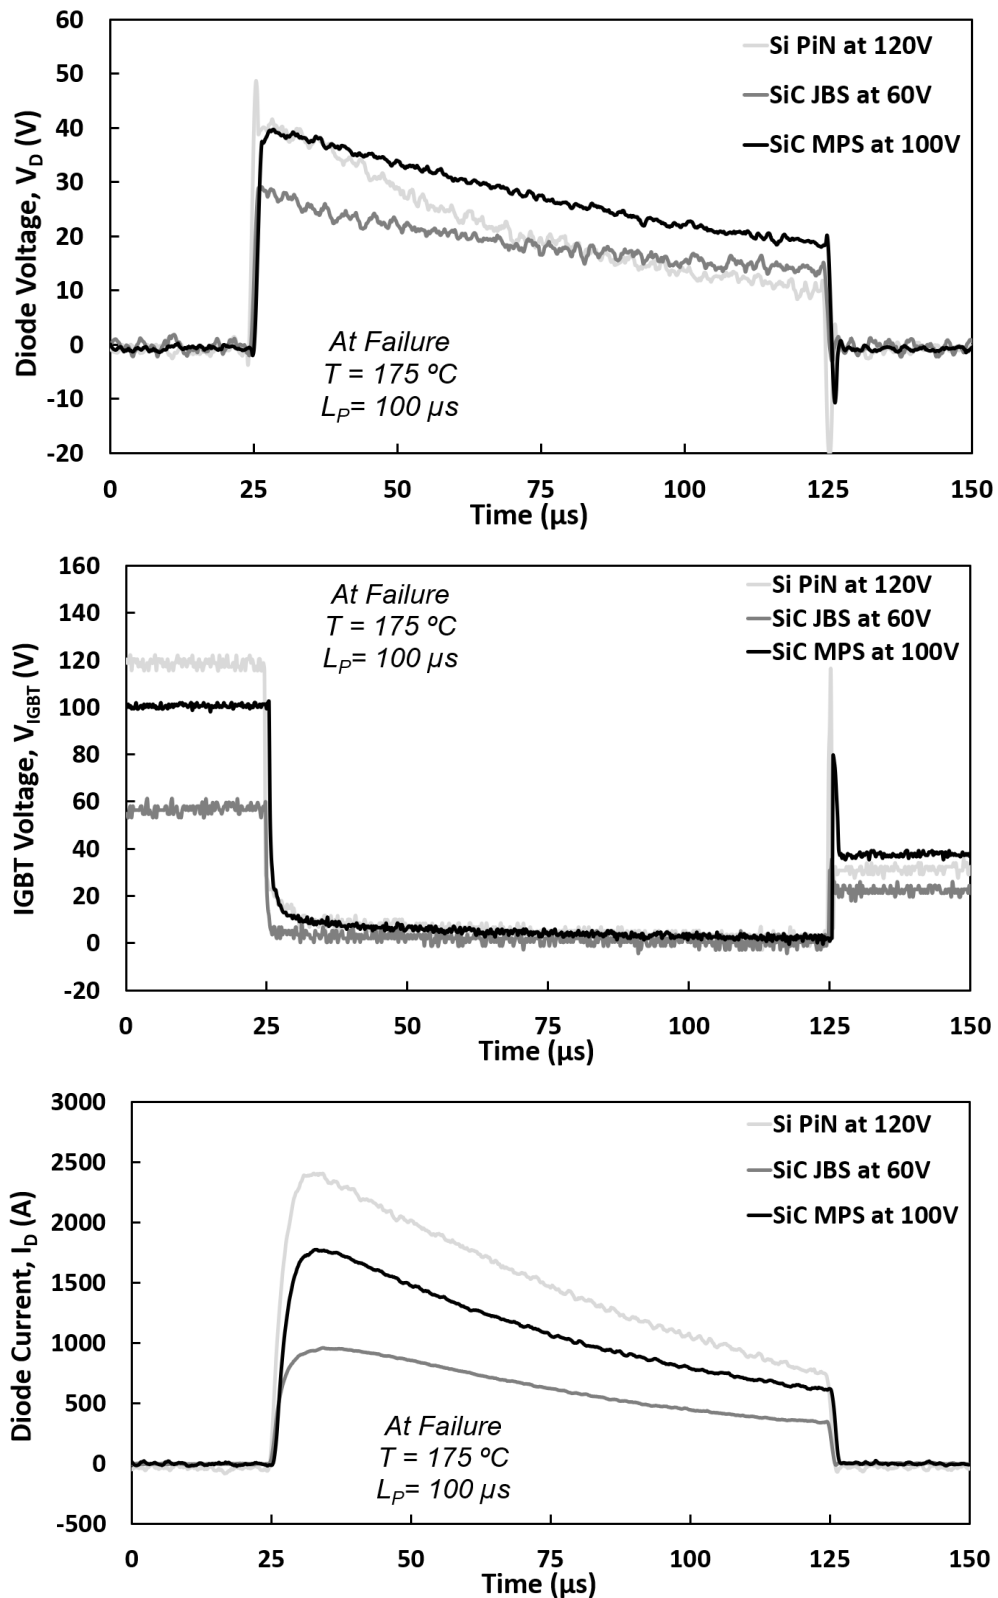 60
50
40
30
20
10
0
-10
-20
Diode Voltage, V_D (V)
Si PiN at 120V
SiC JBS at 60V
SiC MPS at 100V
At Failure
T = 175 ºC
L_P= 100 µs
0 25 50 75 100 125 150
Time (µs)
160
140
120
100
80
60
40
20
0
-20
IGBT Voltage, V_IGBT (V)
At Failure
T = 175 ºC
L_P= 100 µs
Si PiN at 120V
SiC JBS at 60V
SiC MPS at 100V
0 25 50 75 100 125 150
Time (µs)
3000
2500
2000
1500
1000
500
0
-500
Diode Current, I_D (A)
Si PiN at 120V
SiC JBS at 60V
SiC MPS at 100V
At Failure
T = 175 ºC
L_P= 100 µs
0 25 50 75 100 125 150
Time (µs)